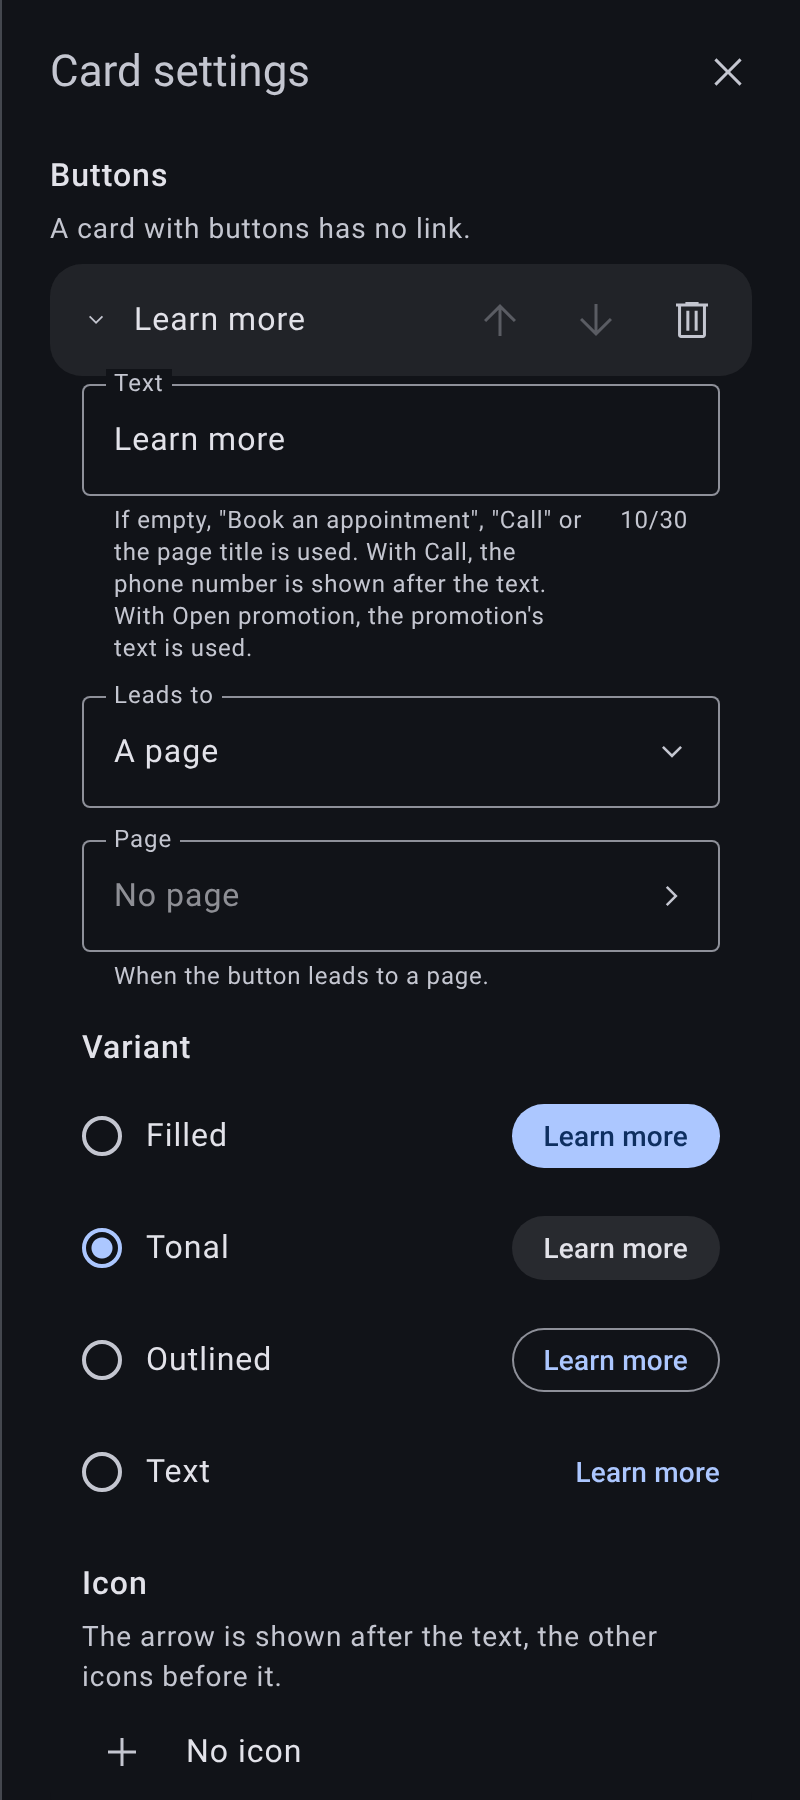 Card settings
Buttons
A card with buttons has no link.
Learn more
Text
Learn more
If empty, "Book an appointment", "Call" or
the page title is used. With Call, the
phone number is shown after the text.
With Open promotion, the promotion's
text is used.
10/30
Leads to
A page
Page
No page
When the button leads to a page.
Variant
Filled
Learn more
Tonal
Learn more
Outlined
Learn more
Text
Learn more
Icon
The arrow is shown after the text, the other
icons before it.
No icon